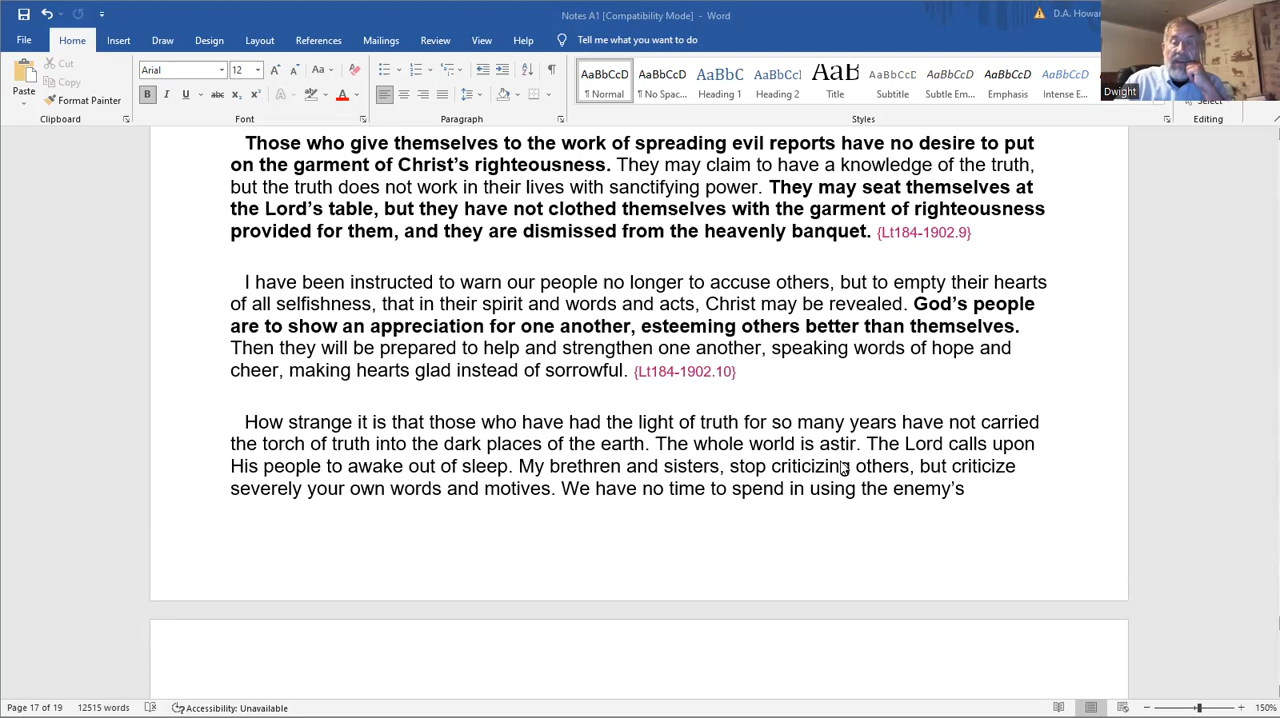 Notes A1 [Compatibility Mode] - Word
D.A. Howar
File Home Insert Draw Design Layout References Mailings Review View Help Tell me what you want to do
Paste
Cut
Copy
Format Painter
Clipboard
Arial 12
Font
Paragraph
AaBbCcD AaBbCcD AaBbC AaBbCcD AaB AaBbCcD AaBbCcD AaBbCcD AaBbCcD
¶ Normal ¶ No Spac... Heading 1 Heading 2 Title Subtitle Subtle Em... Emphasis Intense E...
Styles
Select
Editing
Dwight
Those who give themselves to the work of spreading evil reports have no desire to put
on the garment of Christ’s righteousness. They may claim to have a knowledge of the truth,
but the truth does not work in their lives with sanctifying power. They may seat themselves at
the Lord’s table, but they have not clothed themselves with the garment of righteousness
provided for them, and they are dismissed from the heavenly banquet. {Lt184-1902.9}
I have been instructed to warn our people no longer to accuse others, but to empty their hearts
of all selfishness, that in their spirit and words and acts, Christ may be revealed. God’s people
are to show an appreciation for one another, esteeming others better than themselves.
Then they will be prepared to help and strengthen one another, speaking words of hope and
cheer, making hearts glad instead of sorrowful. {Lt184-1902.10}
How strange it is that those who have had the light of truth for so many years have not carried
the torch of truth into the dark places of the earth. The whole world is astir. The Lord calls upon
His people to awake out of sleep. My brethren and sisters, stop criticizing others, but criticize
severely your own words and motives. We have no time to spend in using the enemy’s
Page 17 of 19 12515 words Accessibility: Unavailable 150%